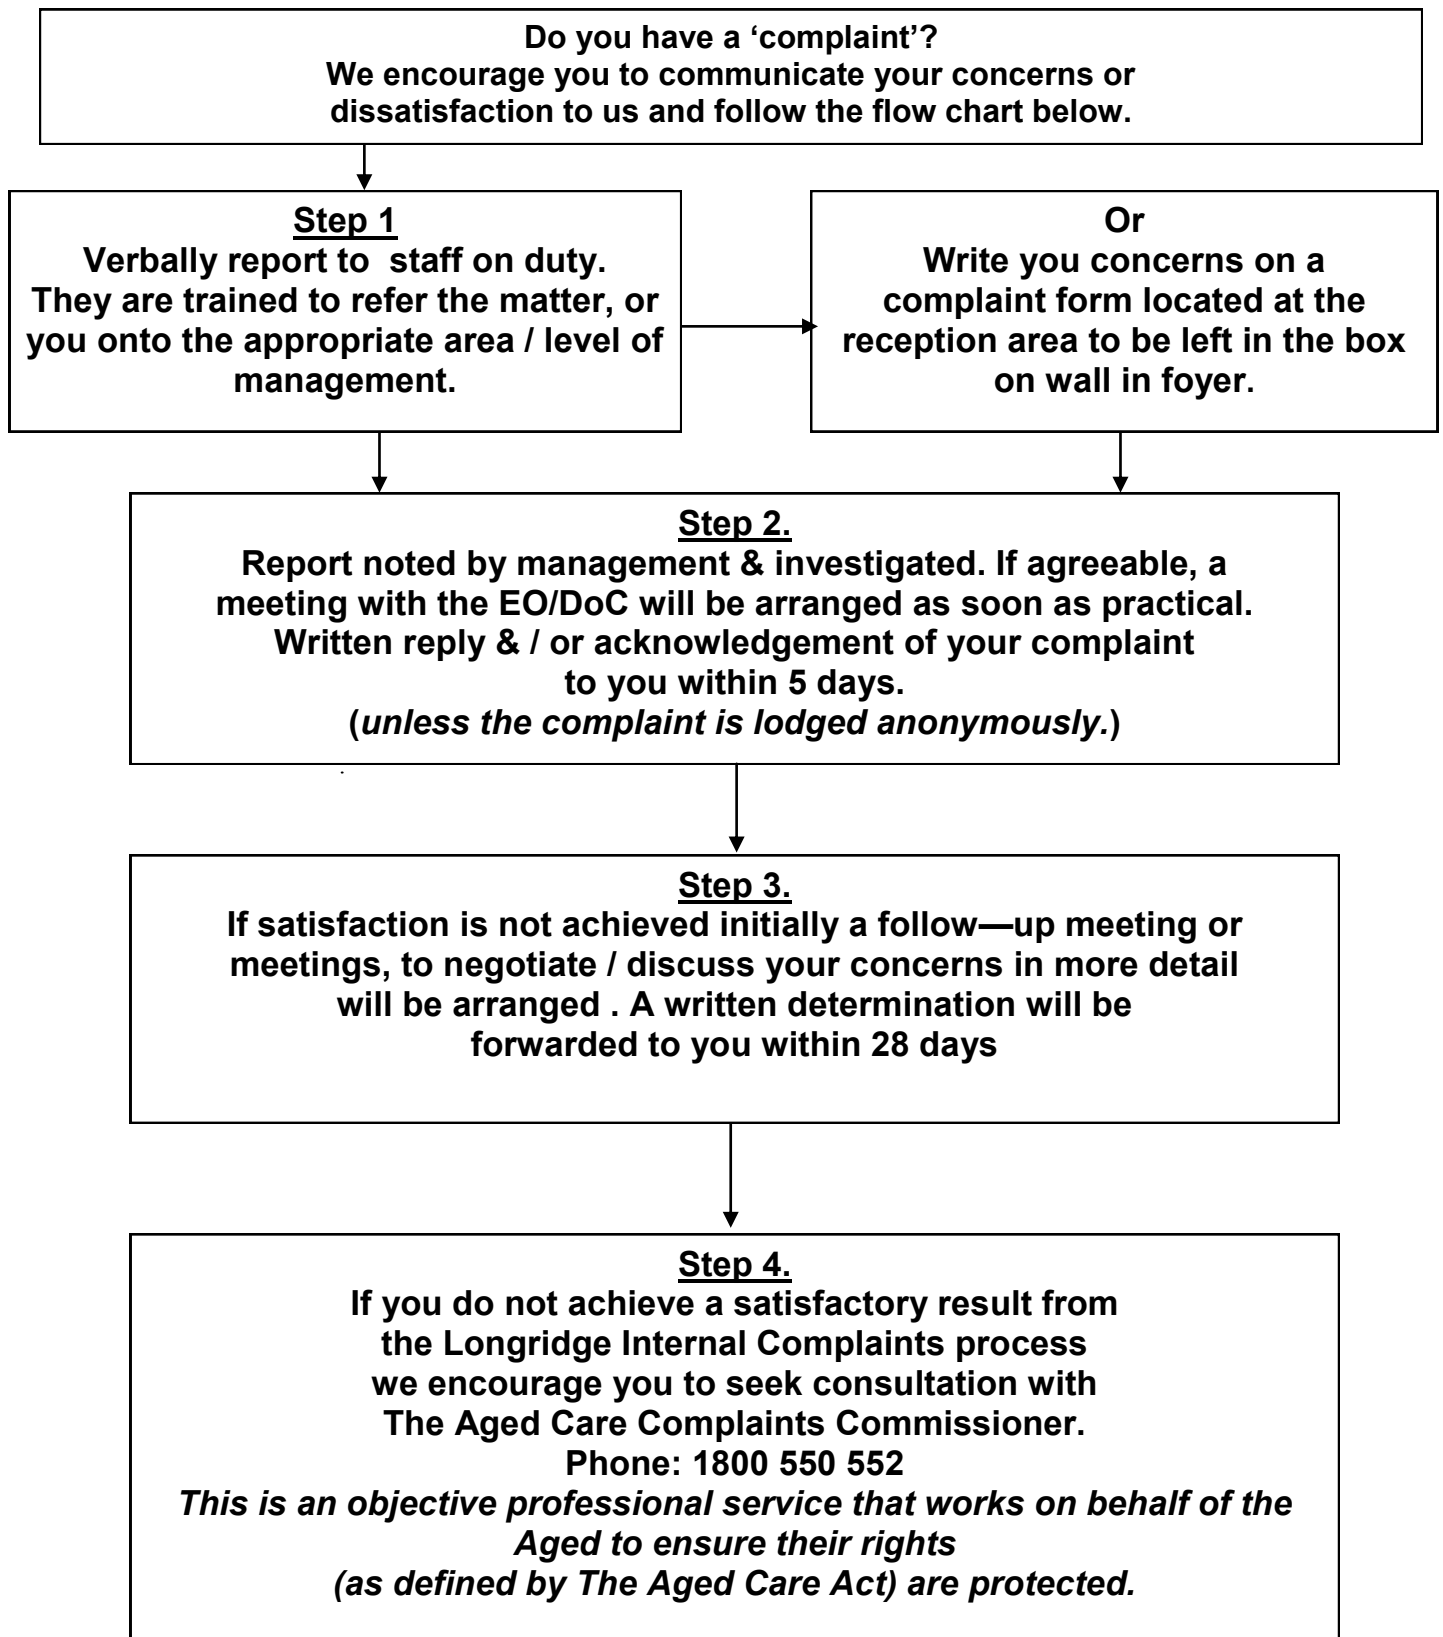 Do you have a ‘complaint’?
We encourage you to communicate your concerns or
dissatisfaction to us and follow the flow chart below.
Step 1
Verbally report to  staff on duty.
They are trained to refer the matter, or
you onto the appropriate area / level of
management.
Or
Write you concerns on a
complaint form located at the
reception area to be left in the box
on wall in foyer.
Step 2.
Report noted by management & investigated. If agreeable, a
meeting with the EO/DoC will be arranged as soon as practical.
Written reply & / or acknowledgement of your complaint
to you within 5 days.
(unless the complaint is lodged anonymously.)
Step 3.
If satisfaction is not achieved initially a follow—up meeting or
meetings, to negotiate / discuss your concerns in more detail
will be arranged . A written determination will be
forwarded to you within 28 days
Step 4.
If you do not achieve a satisfactory result from
the Longridge Internal Complaints process
we encourage you to seek consultation with
The Aged Care Complaints Commissioner.
Phone: 1800 550 552
This is an objective professional service that works on behalf of the
Aged to ensure their rights
(as defined by The Aged Care Act) are protected.